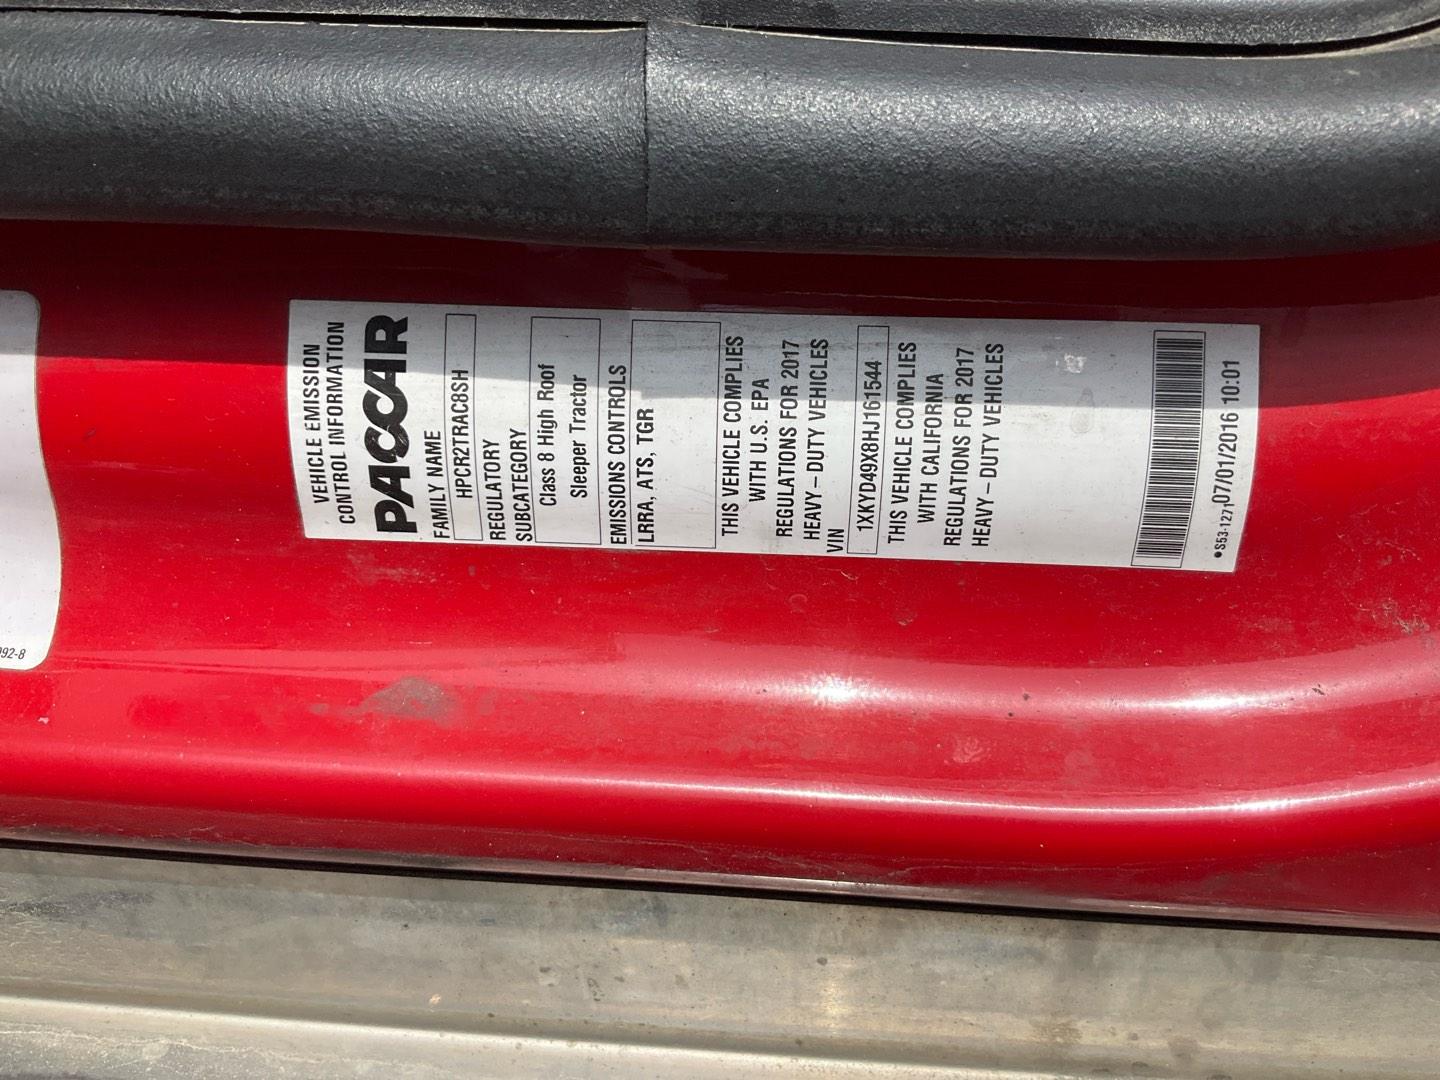 VEHICLE EMISSION
CONTROL INFORMATION
PACCAR
FAMILY NAME
HPCR2TRAC8SH
REGULATORY
SUBCATEGORY
Class 8 High Roof
Sleeper Tractor
EMISSIONS CONTROLS
LRRA, ATS, TGR
THIS VEHICLE COMPLIES
WITH U.S. EPA
REGULATIONS FOR 2017
HEAVY – DUTY VEHICLES
VIN
1XKYD49X8HJ161544
THIS VEHICLE COMPLIES
WITH CALIFORNIA
REGULATIONS FOR 2017
HEAVY – DUTY VEHICLES
●S53-1271 07/01/2016 10:01
92-8